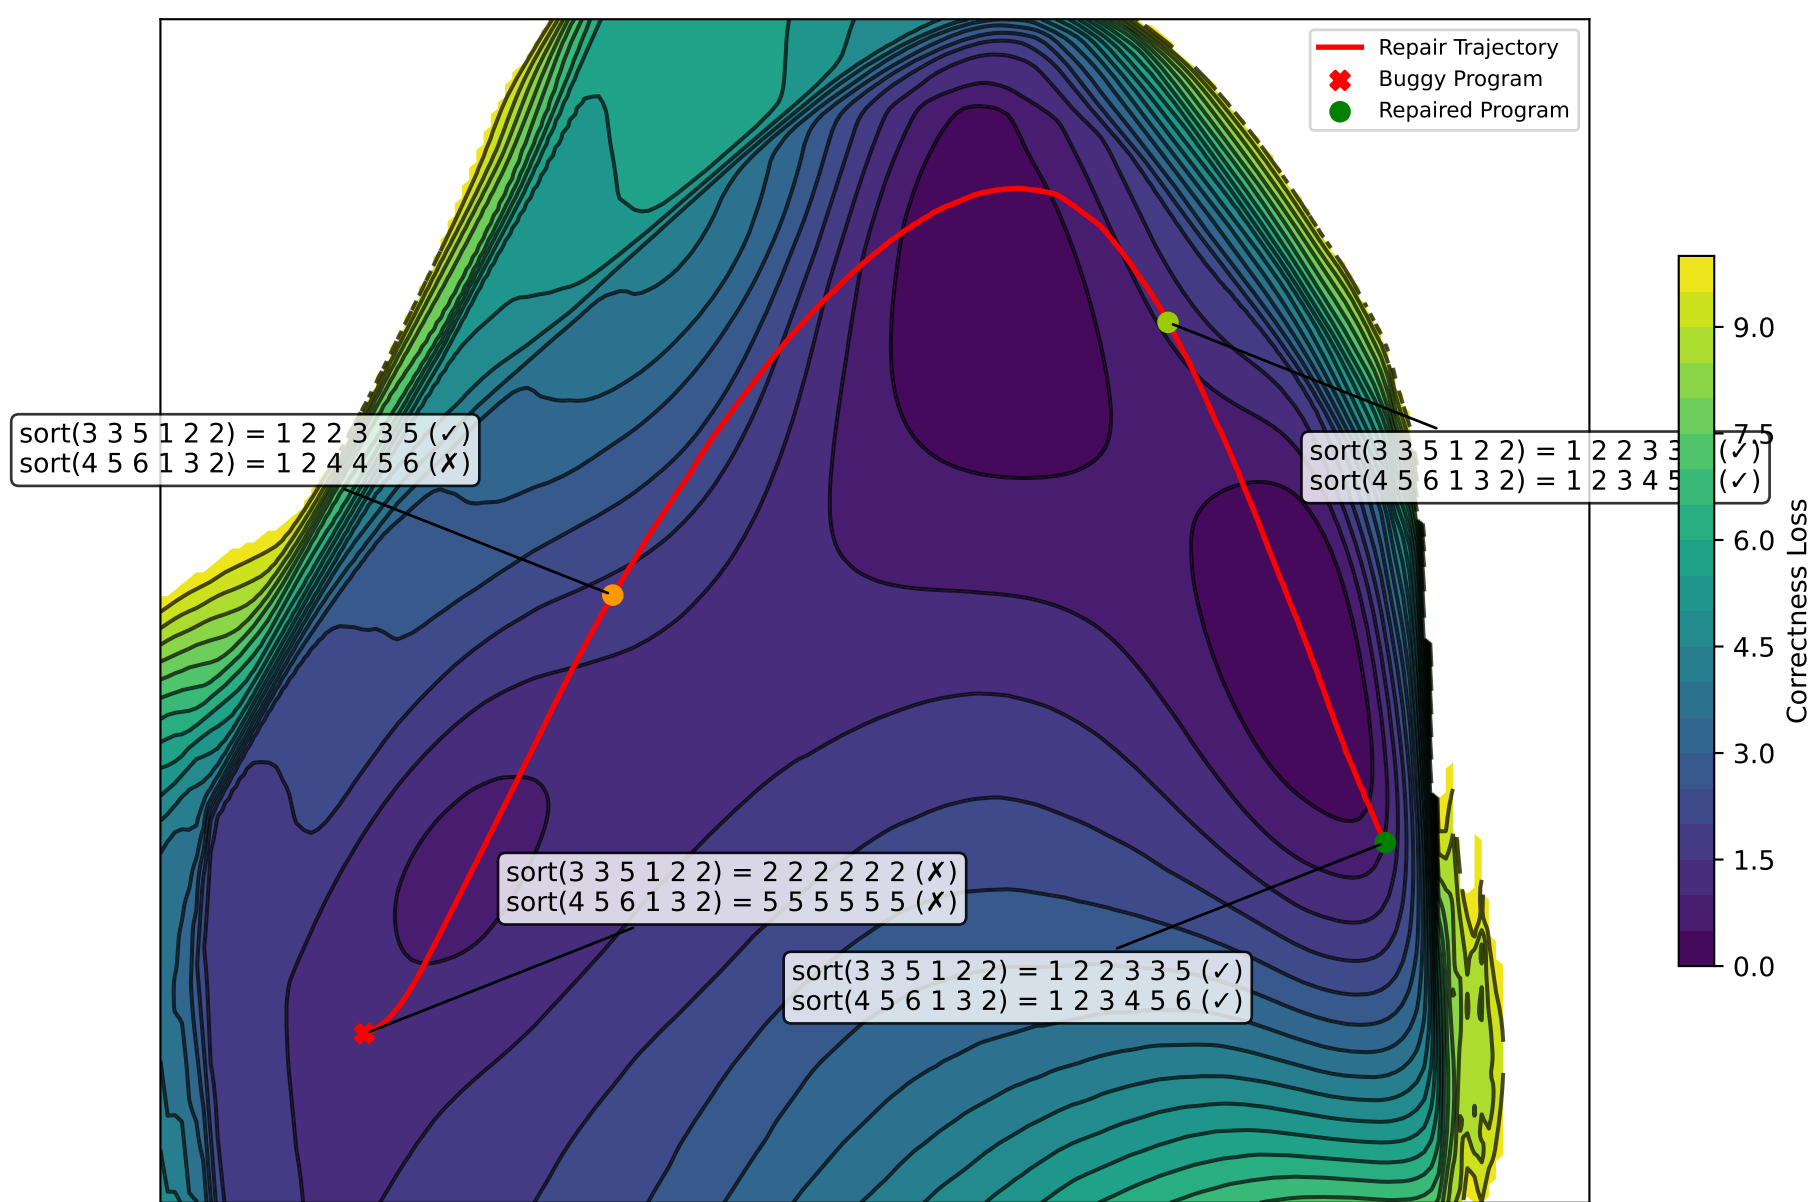 Repair Trajectory
Buggy Program
Repaired Program
sort(3 3 5 1 2 2) = 1 2 2 3 3 5 (✓)
sort(4 5 6 1 3 2) = 1 2 4 4 5 6 (✗)
sort(3 3 5 1 2 2) = 1 2 2 3 3 (✓)
sort(4 5 6 1 3 2) = 1 2 3 4 5 (✓)
sort(3 3 5 1 2 2) = 2 2 2 2 2 2 (✗)
sort(4 5 6 1 3 2) = 5 5 5 5 5 5 (✗)
sort(3 3 5 1 2 2) = 1 2 2 3 3 5 (✓)
sort(4 5 6 1 3 2) = 1 2 3 4 5 6 (✓)
9.0
7.5
6.0
4.5
3.0
1.5
0.0
Correctness Loss